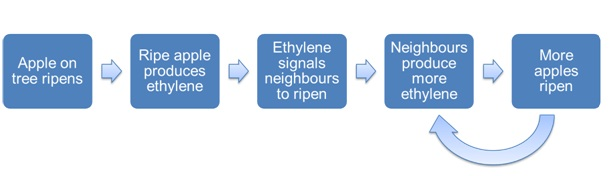 Apple on
tree ripens
Ripe apple
produces
ethylene
Ethylene
signals
neighbours
to ripen
Neighbours
produce
more
ethylene
More
apples
ripen